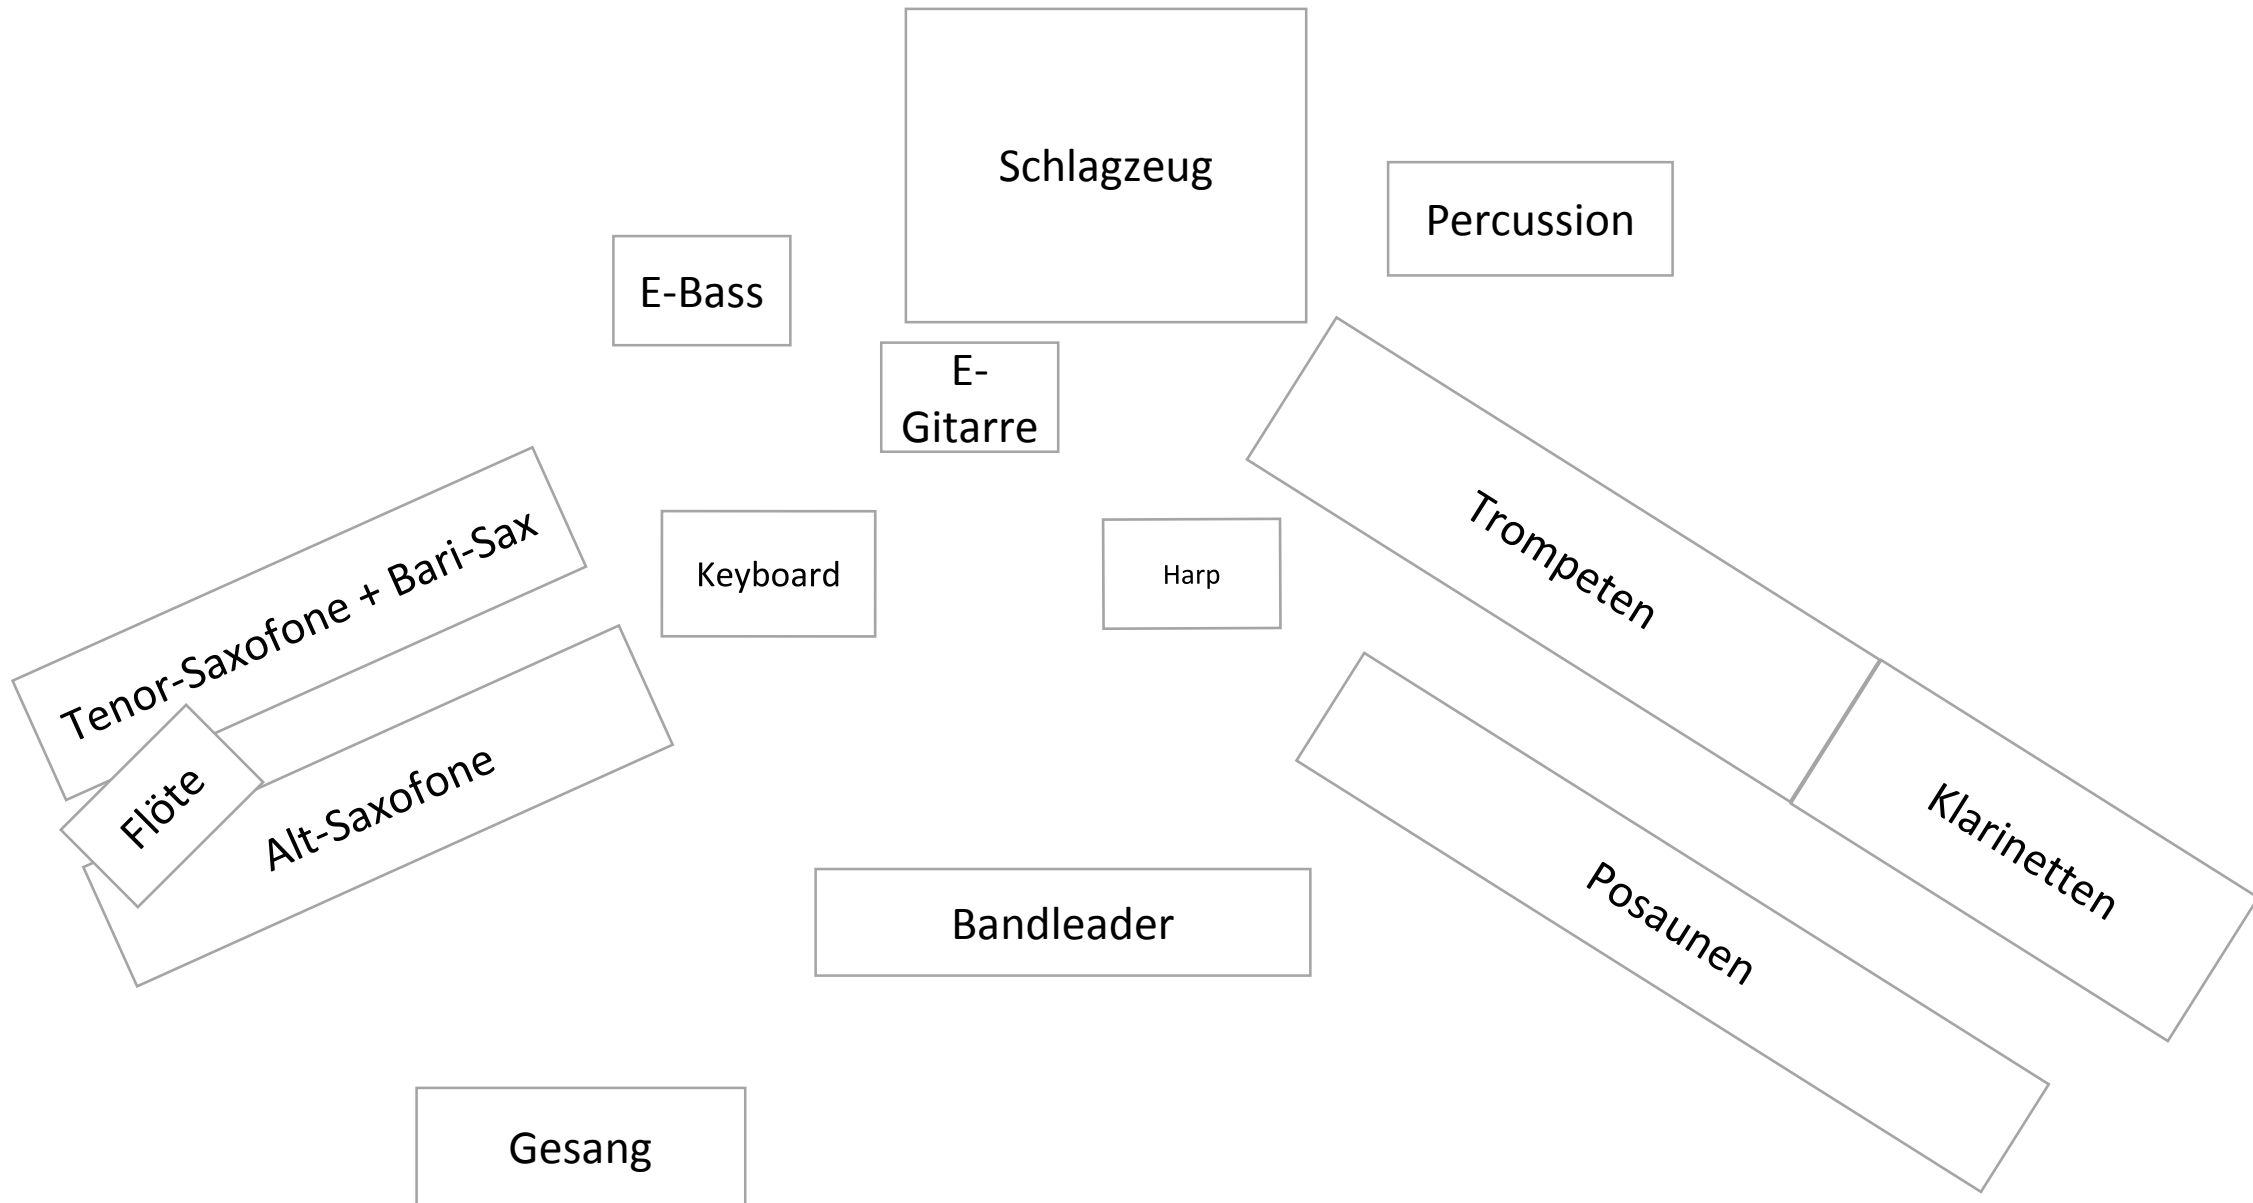 Schlagzeug
Percussion
E-Bass
E-
Gitarre
Trompeten
Tenor-Saxofone + Bari-Sax
Keyboard
Harp
Flöte
Alt-Saxofone
Klarinetten
Posaunen
Bandleader
Gesang